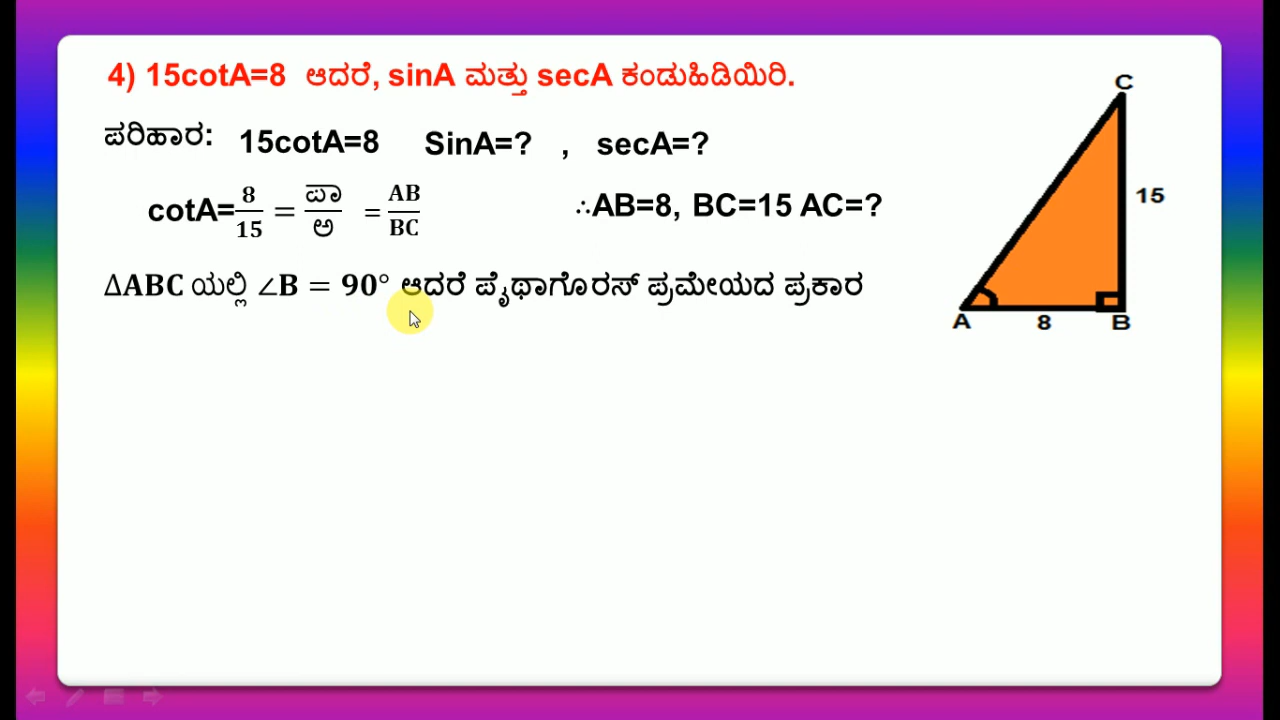 4) 15cotA=8 ಆದರೆ, sinA ಮತ್ತು secA ಕಂಡುಹಿಡಿಯಿರಿ.
ಪರಿಹಾರ: 15cotA=8 SinA=? , secA=?
cotA=8/15 = ಪಾ/ಅ = AB/BC ∴AB=8, BC=15 AC=?
∆ABC ಯಲ್ಲಿ ∠B = 90° ಆದರೆ ಪೈಥಾಗೊರಸ್ ಪ್ರಮೇಯದ ಪ್ರಕಾರ
C
15
A 8 B